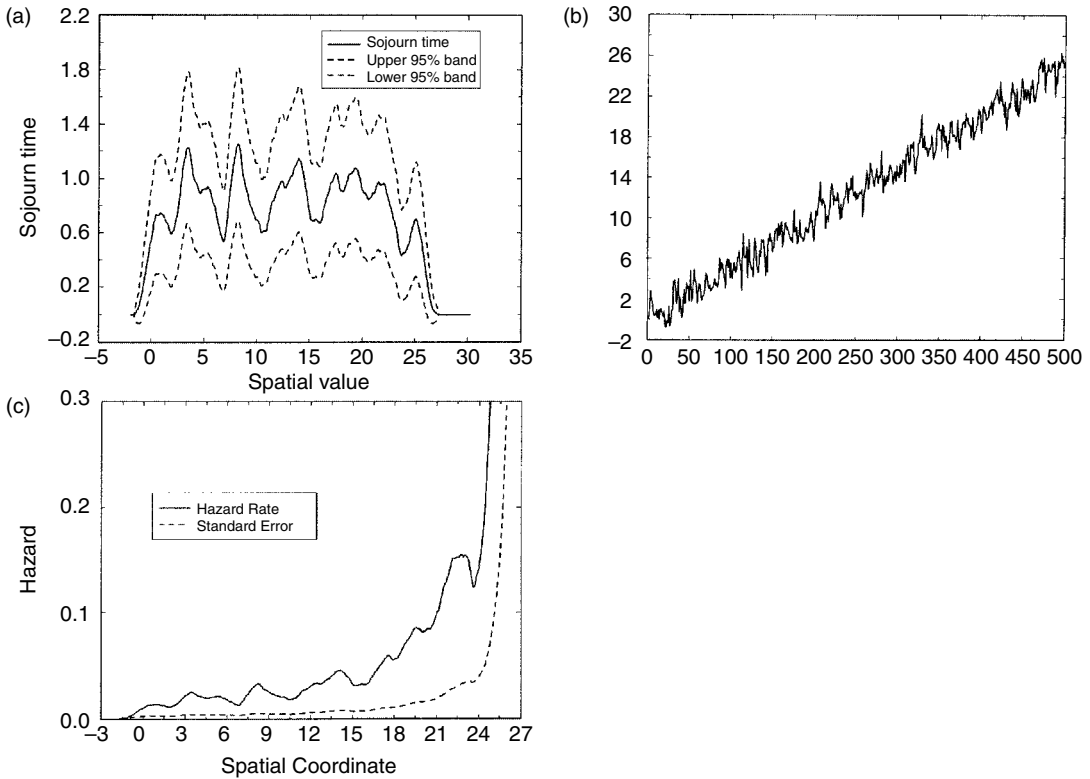 (a)
2.2
1.8
1.4
1.0
0.6
0.2
−0.2
Sojourn time
Sojourn time
Upper 95% band
Lower 95% band
−5 0 5 10 15 20 25 30 35
Spatial value
(b)
30
26
22
18
14
10
6
2
−2
0 50 100 150 200 250 300 350 400 450 500
(c)
0.3
0.2
0.1
0.0
Hazard
Hazard Rate
Standard Error
−3 0 3 6 9 12 15 18 21 24 27
Spatial Coordinate